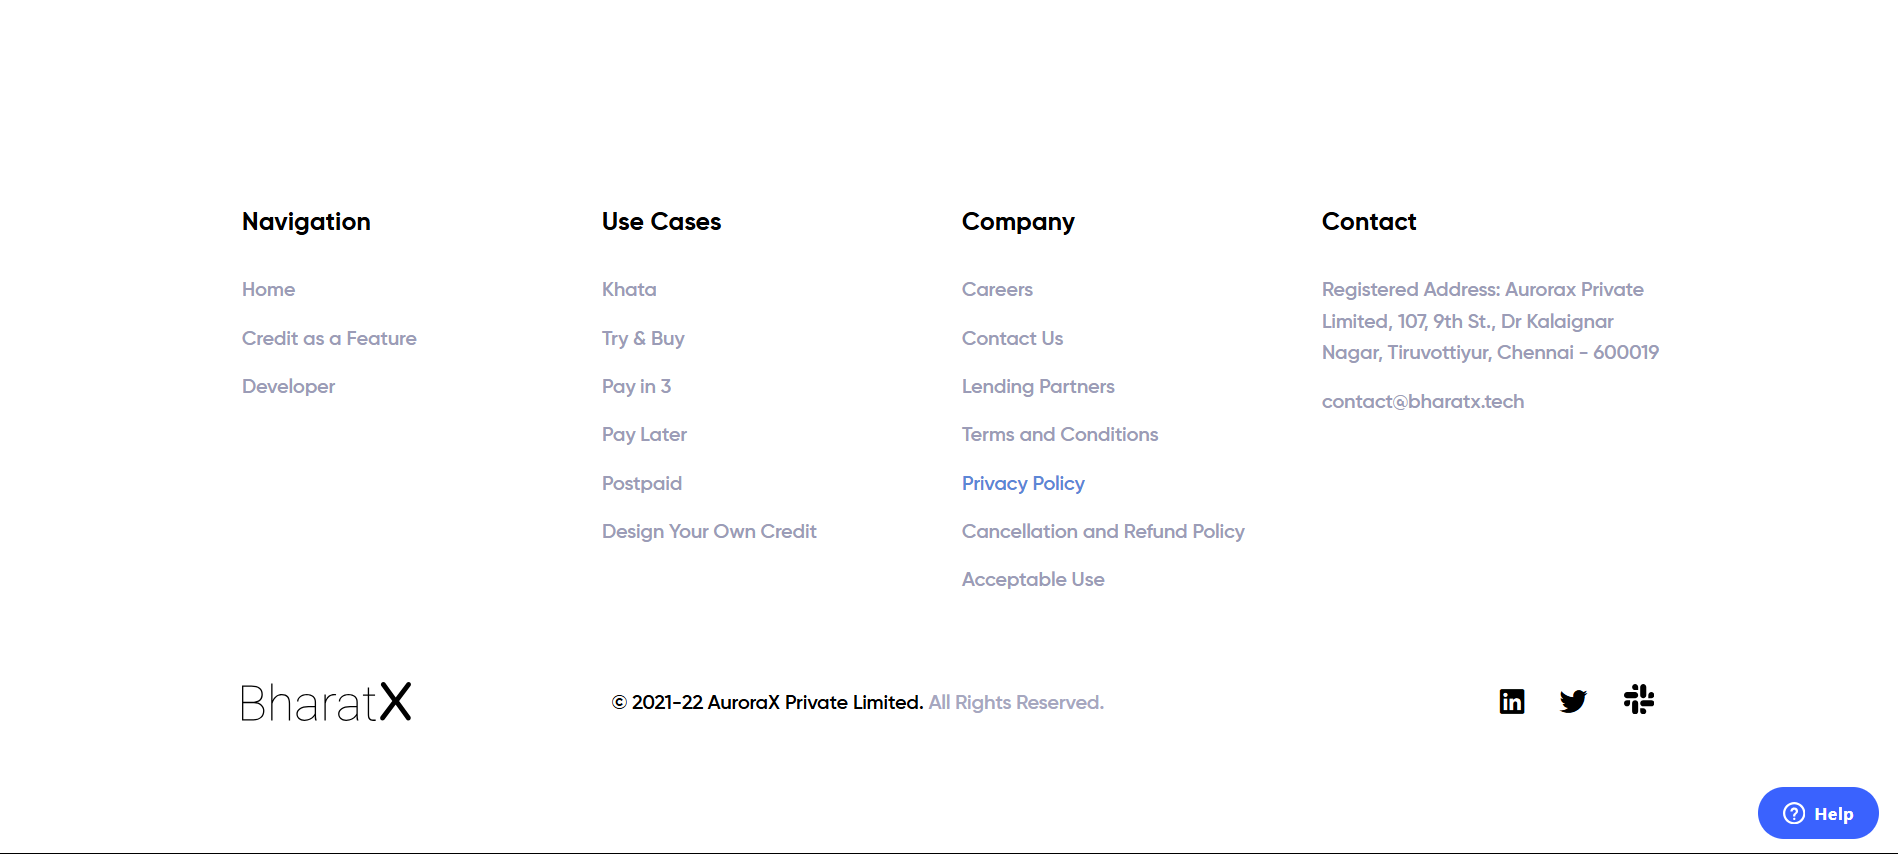 Navigation
Home
Credit as a Feature
Developer
Use Cases
Khata
Try & Buy
Pay in 3
Pay Later
Postpaid
Design Your Own Credit
Company
Careers
Contact Us
Lending Partners
Terms and Conditions
Privacy Policy
Cancellation and Refund Policy
Acceptable Use
Contact
Registered Address: Aurorax Private
Limited, 107, 9th St., Dr Kalaignar
Nagar, Tiruvottiyur, Chennai - 600019
contact@bharatx.tech
BharatX
© 2021-22 AuroraX Private Limited. All Rights Reserved.
Help